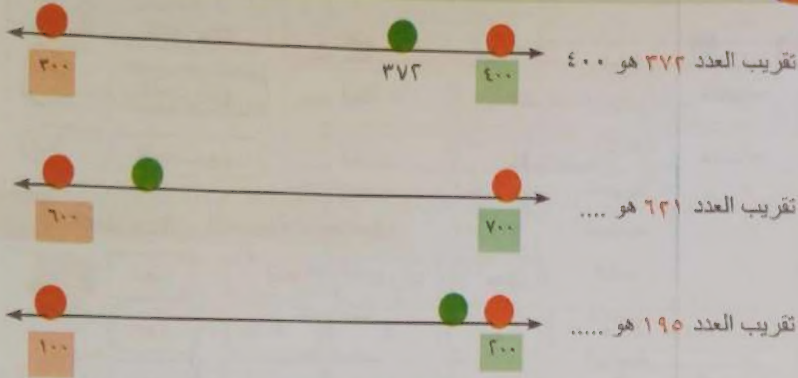 تقريب العدد ٣٧٢ هو ٤٠٠
٣٠٠ ٣٧٢ ٤٠٠
تقريب العدد ٦٢١ هو ....
٦٠٠ ٧٠٠
تقريب العدد ١٩٥ هو .....
١٠٠ ٢٠٠